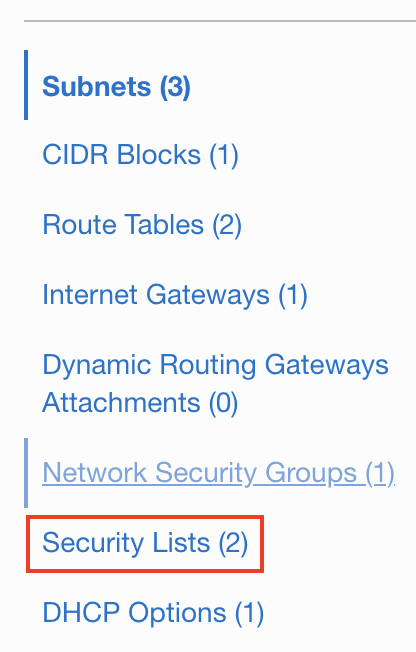 Subnets (3)
CIDR Blocks (1)
Route Tables (2)
Internet Gateways (1)
Dynamic Routing Gateways
Attachments (0)
Network Security Groups (1)
Security Lists (2)
DHCP Options (1)